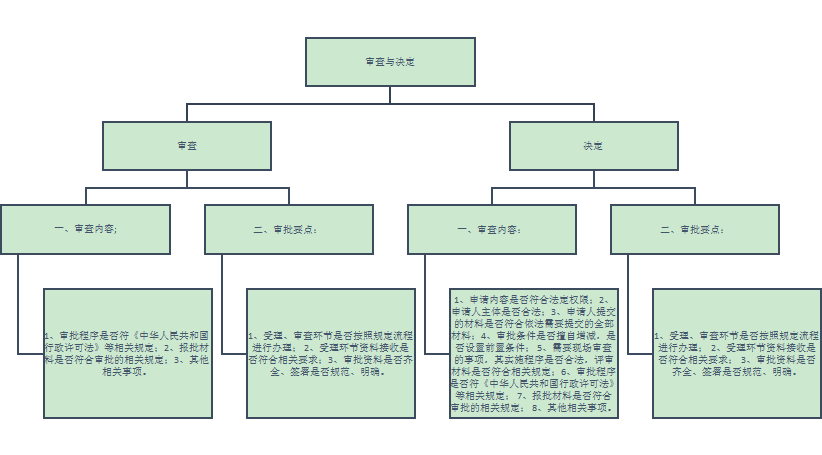 审查与决定
审查
决定
一、审查内容;
二、审批要点：
一、审查内容：
二、审批要点：
1、审批程序是否符《中华人民共和国
行政许可法》等相关规定；2、报批材
料是否符合审批的相关规定；3、其他
相关事项。
1、受理、审查环节是否按照规定流程
进行办理； 2、受理环节资料接收是
否符合相关要求；3、审批资料是否齐
全、签署是否规范、明确。
1、申请内容是否符合法定权限；2、
申请人主体是否合法；3、申请人提交
的材料是否符合依法需要提交的全部
材料；4、审批条件是否擅自增减，是
否设置前置条件； 5、需要现场审查
的事项，其实施程序是否合法，评审
材料是否符合相关规定；6、审批程序
是否符《中华人民共和国行政许可法》
等相关规定； 7、报批材料是否符合
审批的相关规定； 8、其他相关事项。
1、受理、审查环节是否按照规定流程
进行办理； 2、受理环节资料接收是
否符合相关要求； 3、审批资料是否
齐全、签署是否规范、明确。